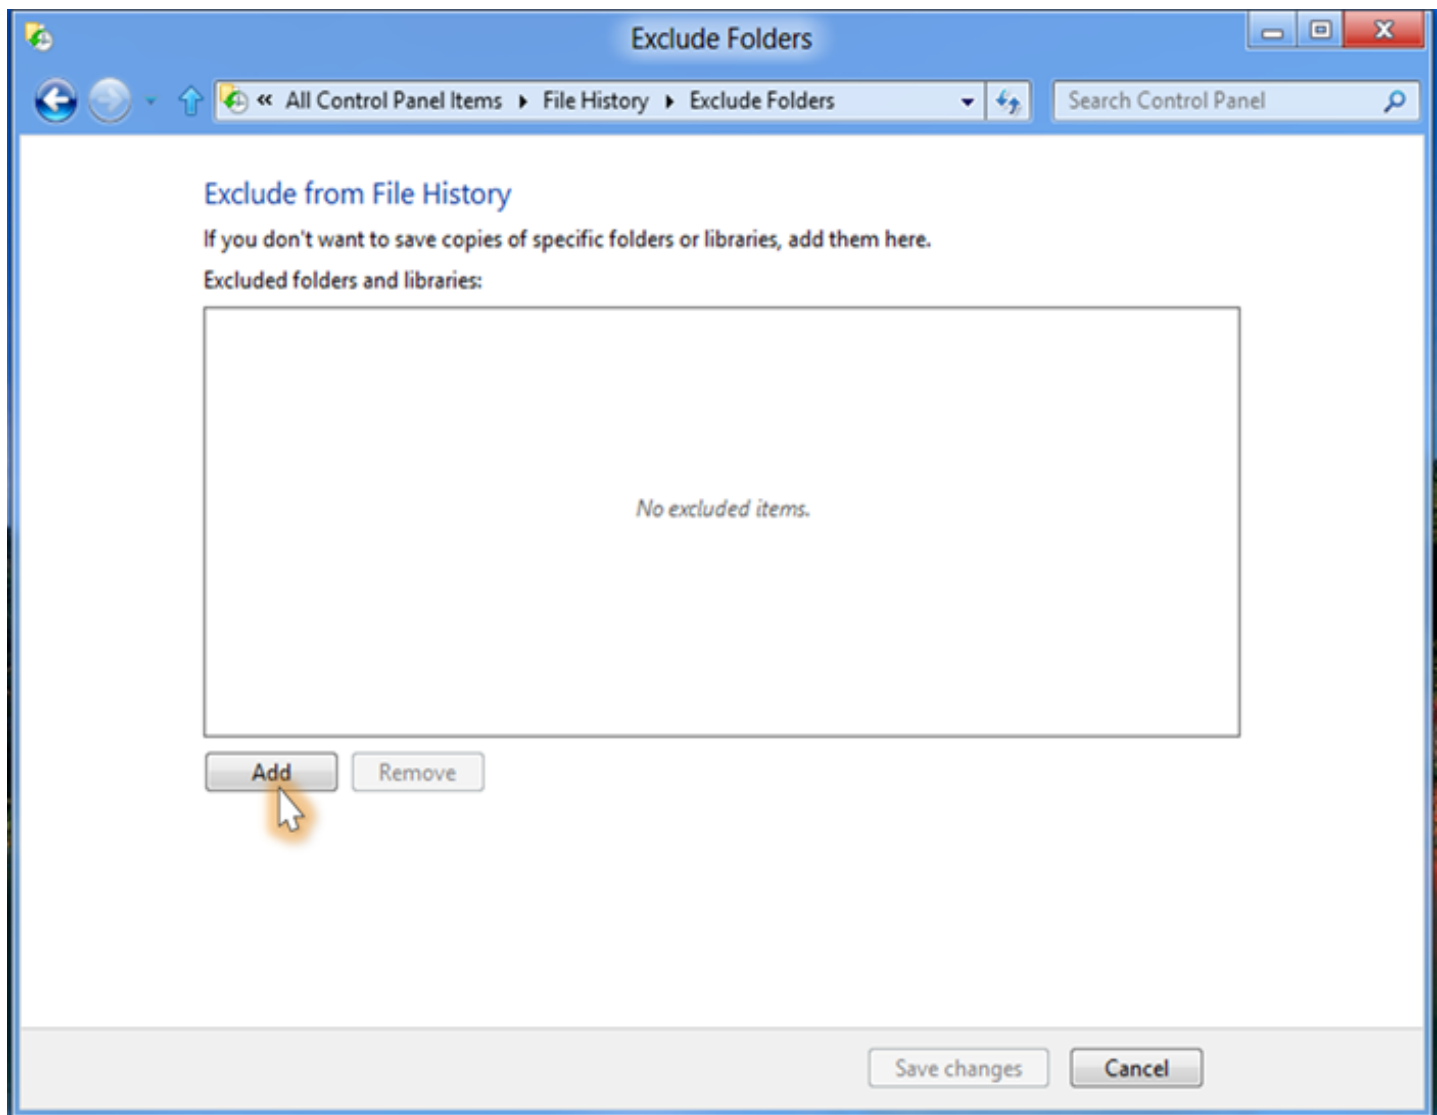 Exclude Folders
« All Control Panel Items File History Exclude Folders Search Control Panel
Exclude from File History
If you don't want to save copies of specific folders or libraries, add them here.
Excluded folders and libraries:
No excluded items.
Add Remove
Save changes Cancel